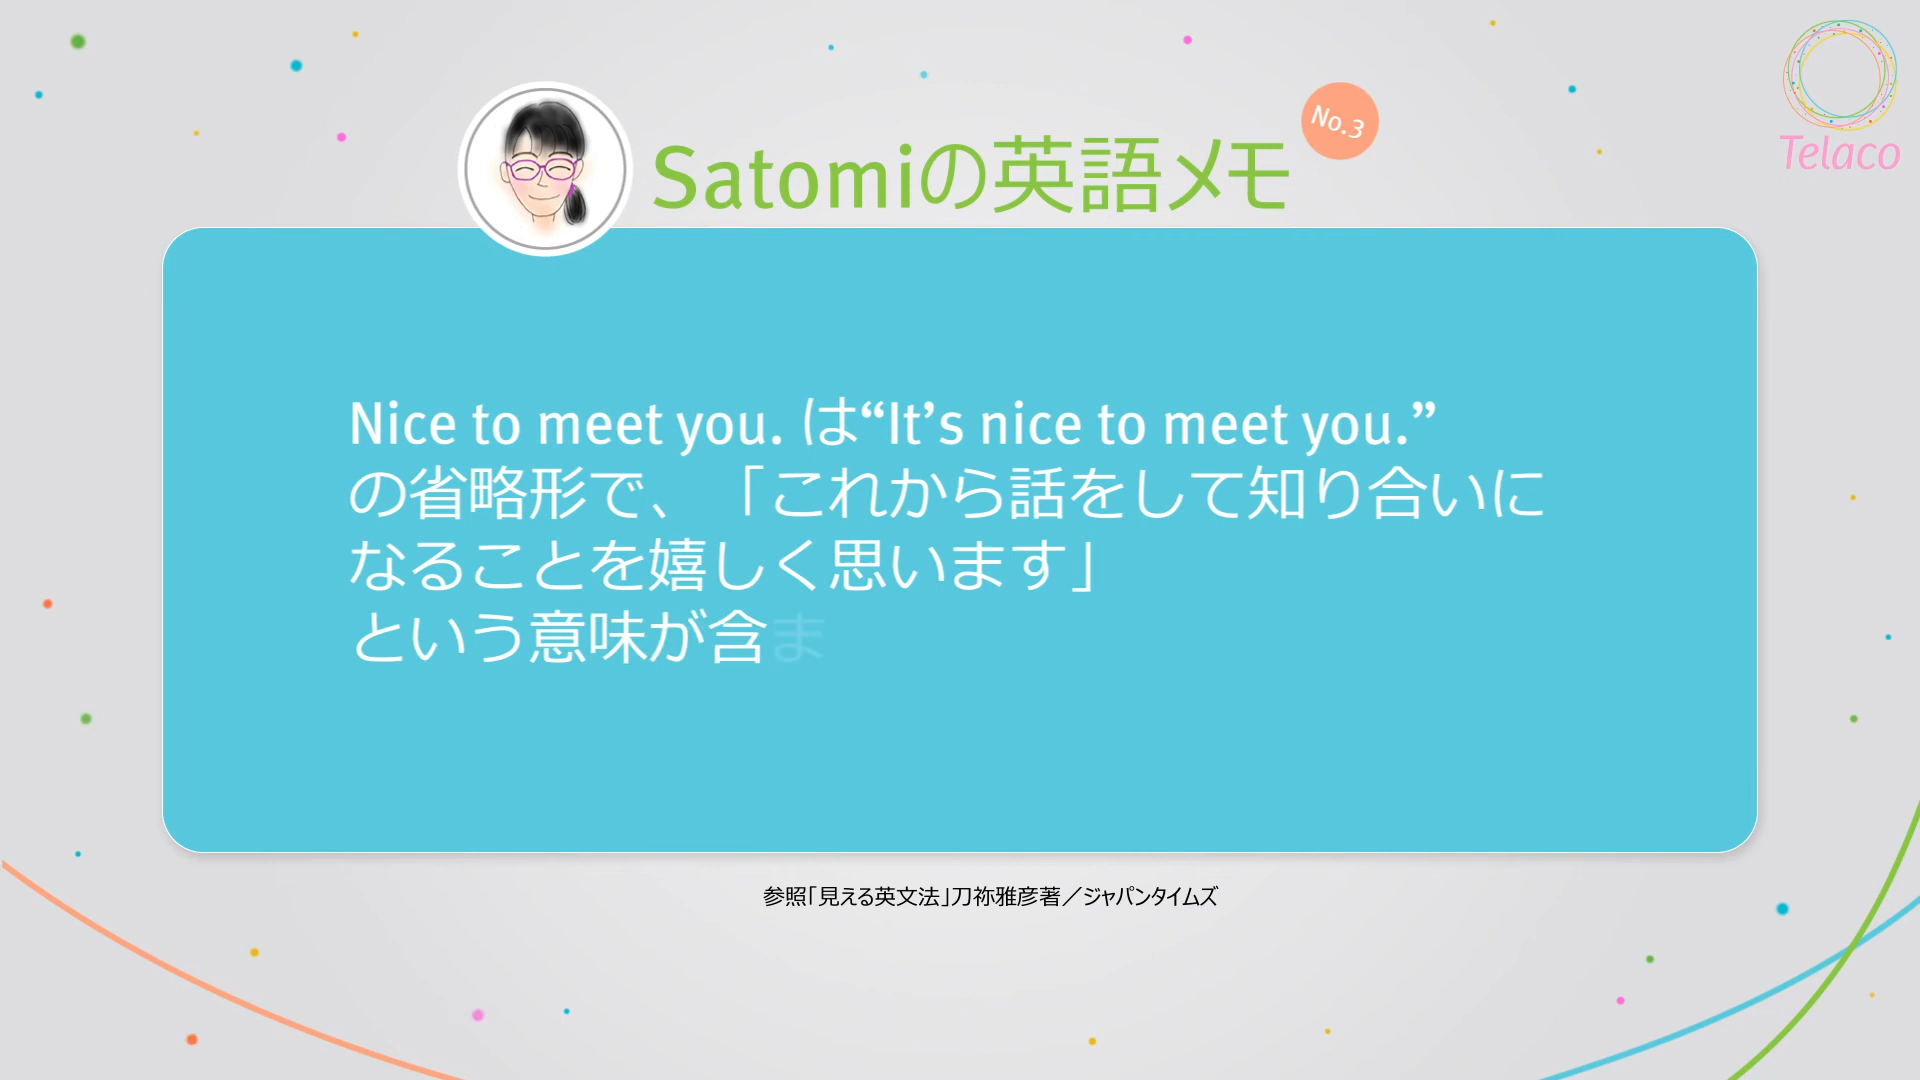 No.3
Satomiの英語メモ
Telaco
Nice to meet you. は“It’s nice to meet you.”
の省略形で、「これから話をして知り合いに
なることを嬉しく思います」
という意味が含ま
参照「見える英文法」刀祢雅彦著／ジャパンタイムズ